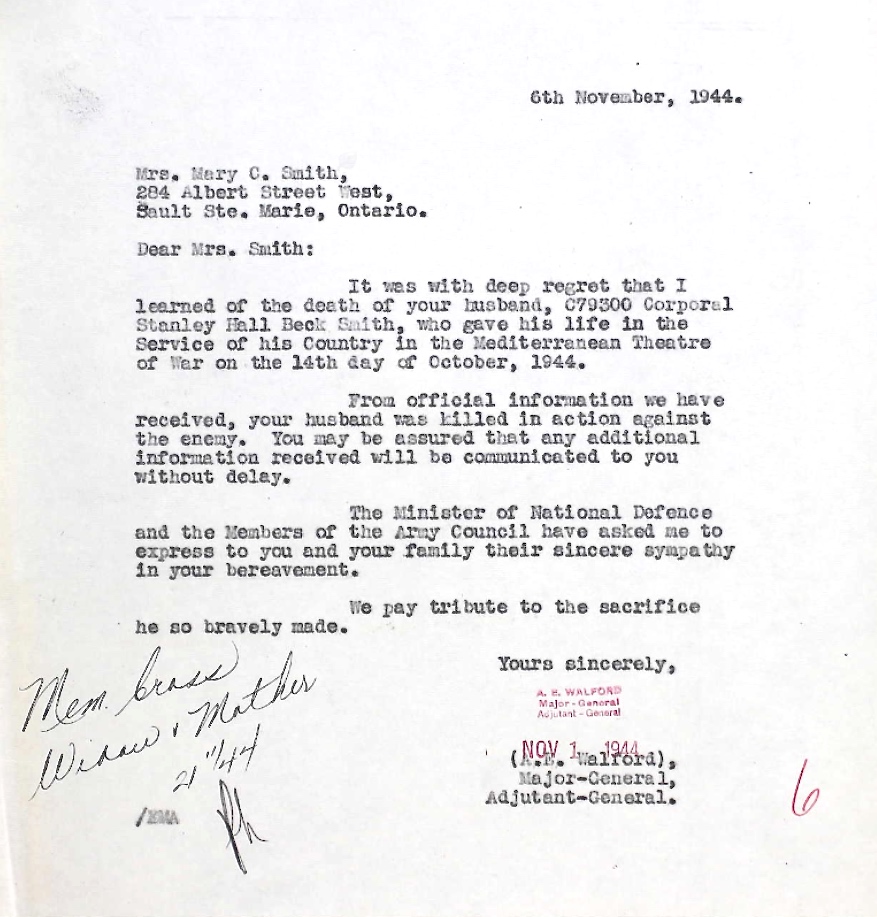 6th November, 1944.
Mrs. Mary C. Smith,
284 Albert Street West,
Sault Ste. Marie, Ontario.
Dear Mrs. Smith:
It was with deep regret that I
learned of the death of your husband, C79300 Corporal
Stanley Hall Beck Smith, who gave his life in the
Service of his Country in the Mediterranean Theatre
of War on the 14th day of October, 1944.
From official information we have
received, your husband was killed in action against
the enemy. You may be assured that any additional
information received will be communicated to you
without delay.
The Minister of National Defence
and the Members of the Army Council have asked me to
express to you and your family their sincere sympathy
in your bereavement.
We pay tribute to the sacrifice
he so bravely made.
Yours sincerely,
A. E. WALFORD
Major-General
Adjutant-General
NOV 1 1944
(A.E. Walford),
Major-General,
Adjutant-General.
Mem. Cross
Widow & Mother
6